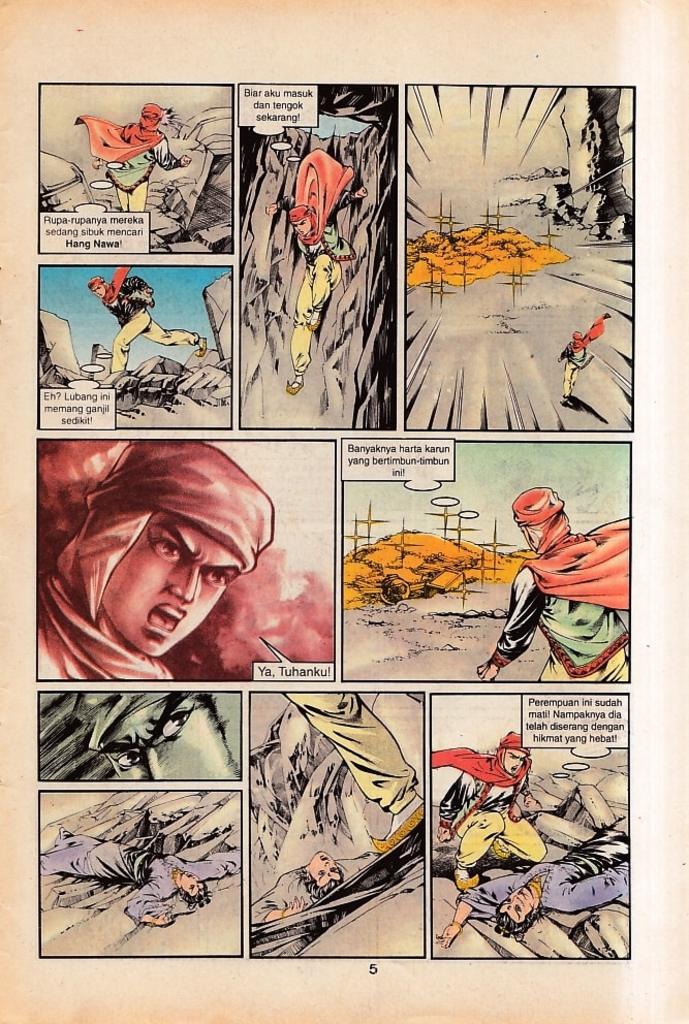 Rupa-rupanya mereka
sedang sibuk mencari
Hang Nawa!
Eh? Lubang ini
memang ganjil
sedikit!
Biar aku masuk
dan tengok
sekarang!
Ya, Tuhanku!
Banyaknya harta karun
yang bertimbun-timbun
ini!
Perempuan ini sudah
mati! Nampaknya dia
telah diserang dengan
hikmat yang hebat!
5